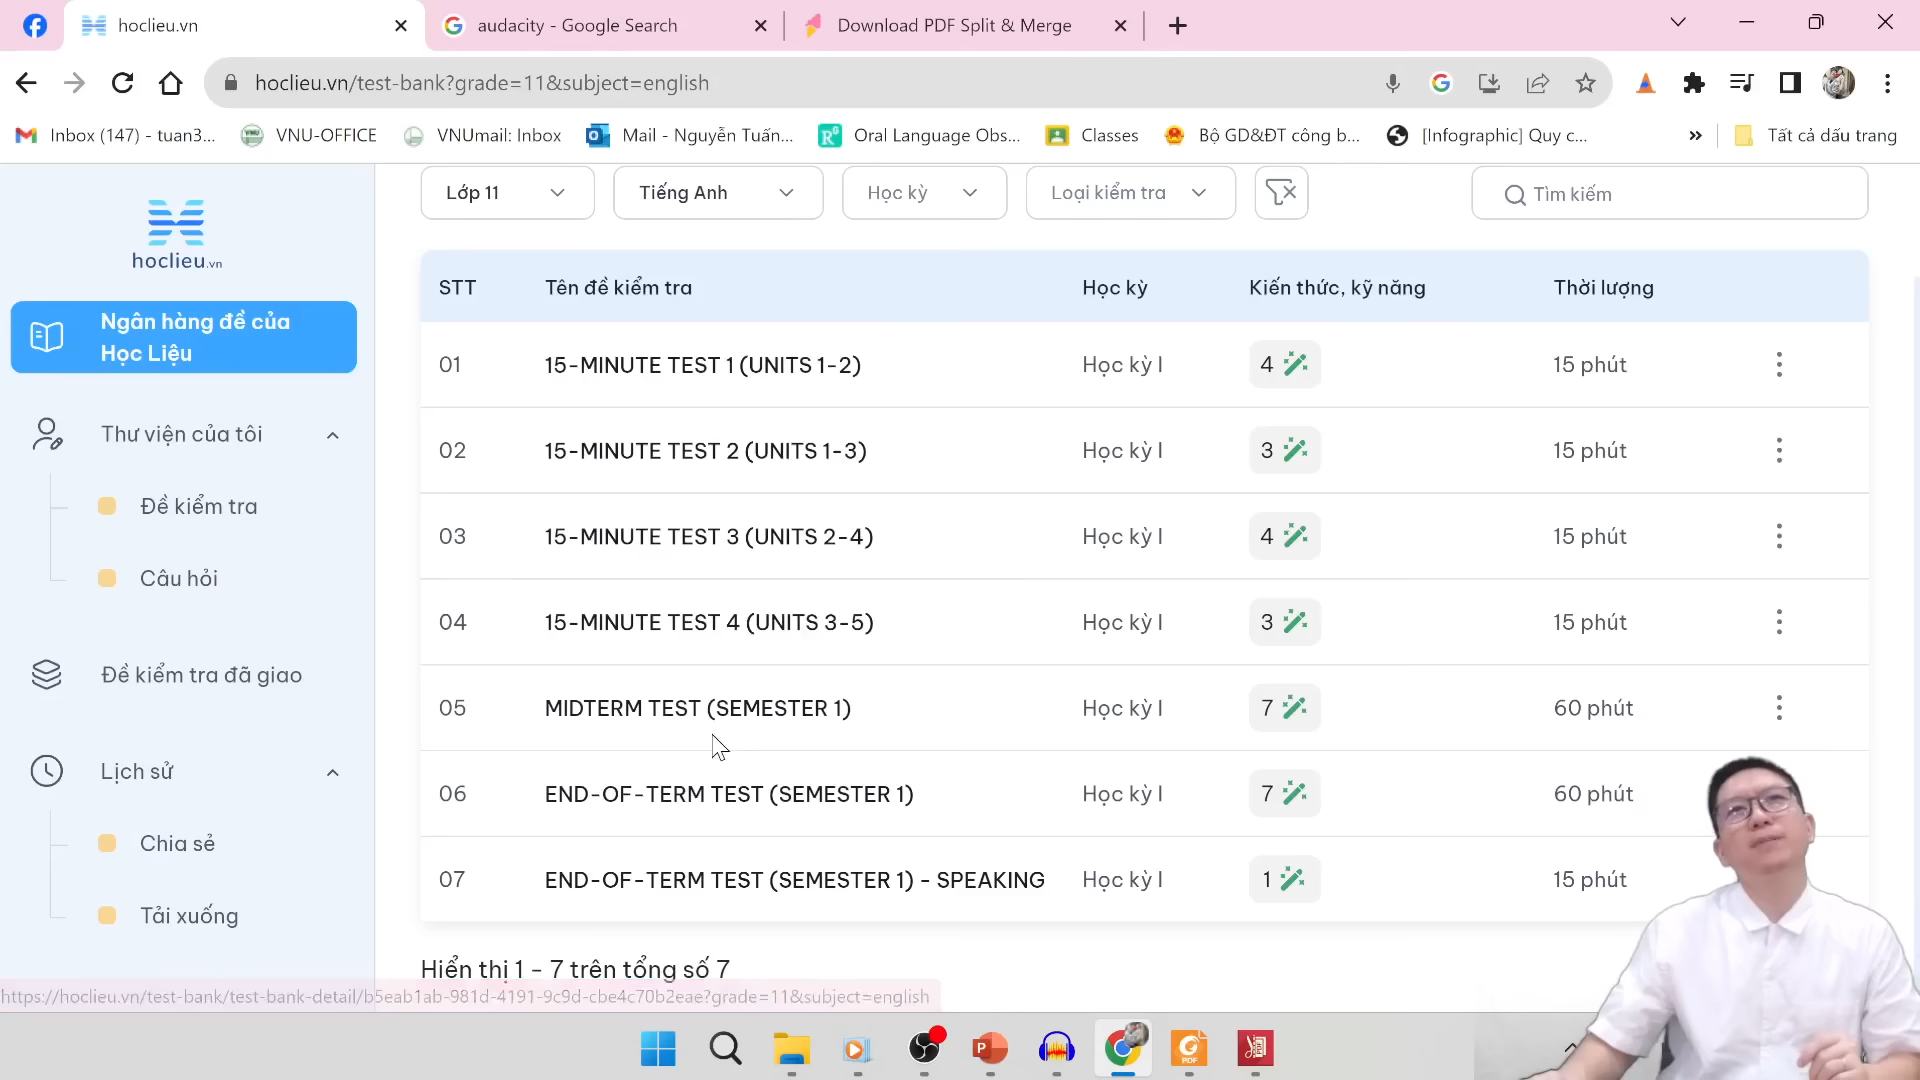 hoclieu.vn
audacity - Google Search
Download PDF Split & Merge
hoclieu.vn/test-bank?grade=11&subject=english
Inbox (147) - tuan3...
VNU-OFFICE
VNUmail: Inbox
Mail - Nguyễn Tuấn...
Oral Language Obs...
Classes
Bộ GD&ĐT công b...
[Infographic] Quy c...
»
Tất cả dấu trang
hoclieu.vn
Ngân hàng đề của
Học Liệu
Thư viện của tôi
Đề kiểm tra
Câu hỏi
Đề kiểm tra đã giao
Lịch sử
Chia sẻ
Tải xuống
Lớp 11
Tiếng Anh
Học kỳ
Loại kiểm tra
Tìm kiếm
STT Tên đề kiểm tra Học kỳ Kiến thức, kỹ năng Thời lượng
01 15-MINUTE TEST 1 (UNITS 1-2) Học kỳ I 4 15 phút
02 15-MINUTE TEST 2 (UNITS 1-3) Học kỳ I 3 15 phút
03 15-MINUTE TEST 3 (UNITS 2-4) Học kỳ I 4 15 phút
04 15-MINUTE TEST 4 (UNITS 3-5) Học kỳ I 3 15 phút
05 MIDTERM TEST (SEMESTER 1) Học kỳ I 7 60 phút
06 END-OF-TERM TEST (SEMESTER 1) Học kỳ I 7 60 phút
07 END-OF-TERM TEST (SEMESTER 1) - SPEAKING Học kỳ I 1 15 phút
Hiển thị 1 - 7 trên tổng số 7
https://hoclieu.vn/test-bank/test-bank-detail/b5eab1ab-981d-4191-9c9d-cbe4c70b2eae?grade=11&subject=english